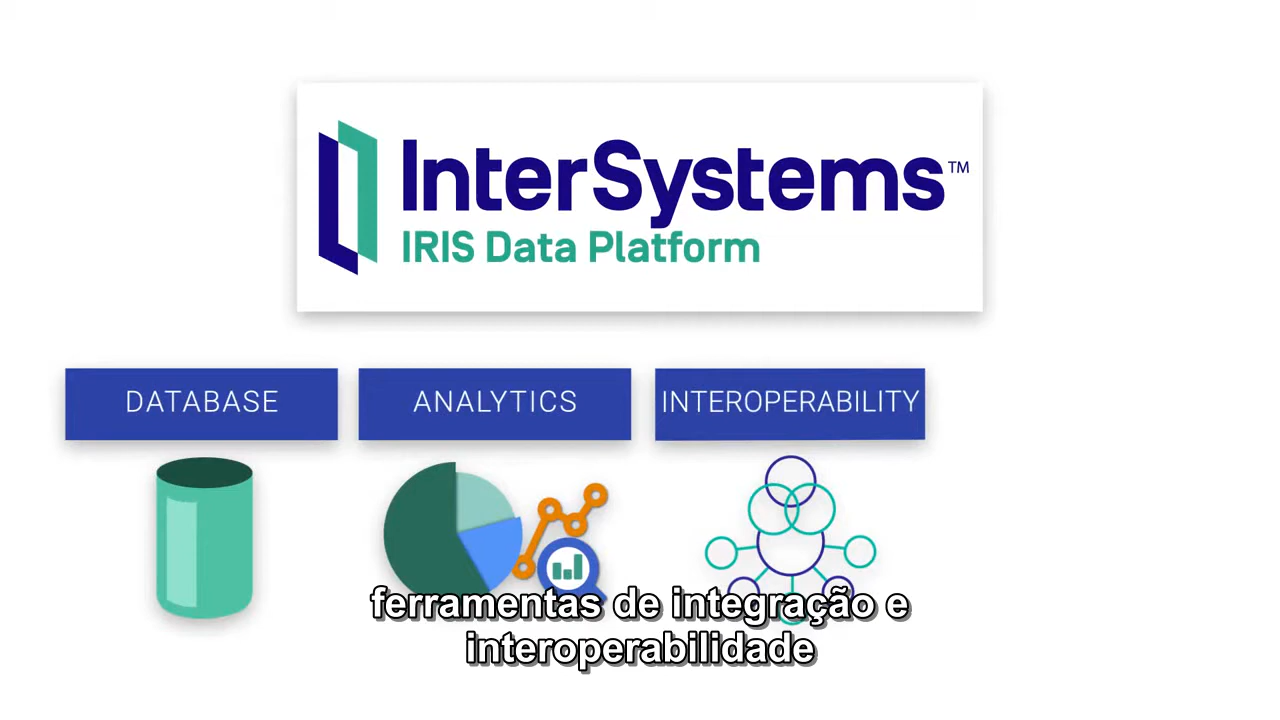 InterSystems™
IRIS Data Platform
DATABASE
ANALYTICS
INTEROPERABILITY
ferramentas de integração e
interoperabilidade